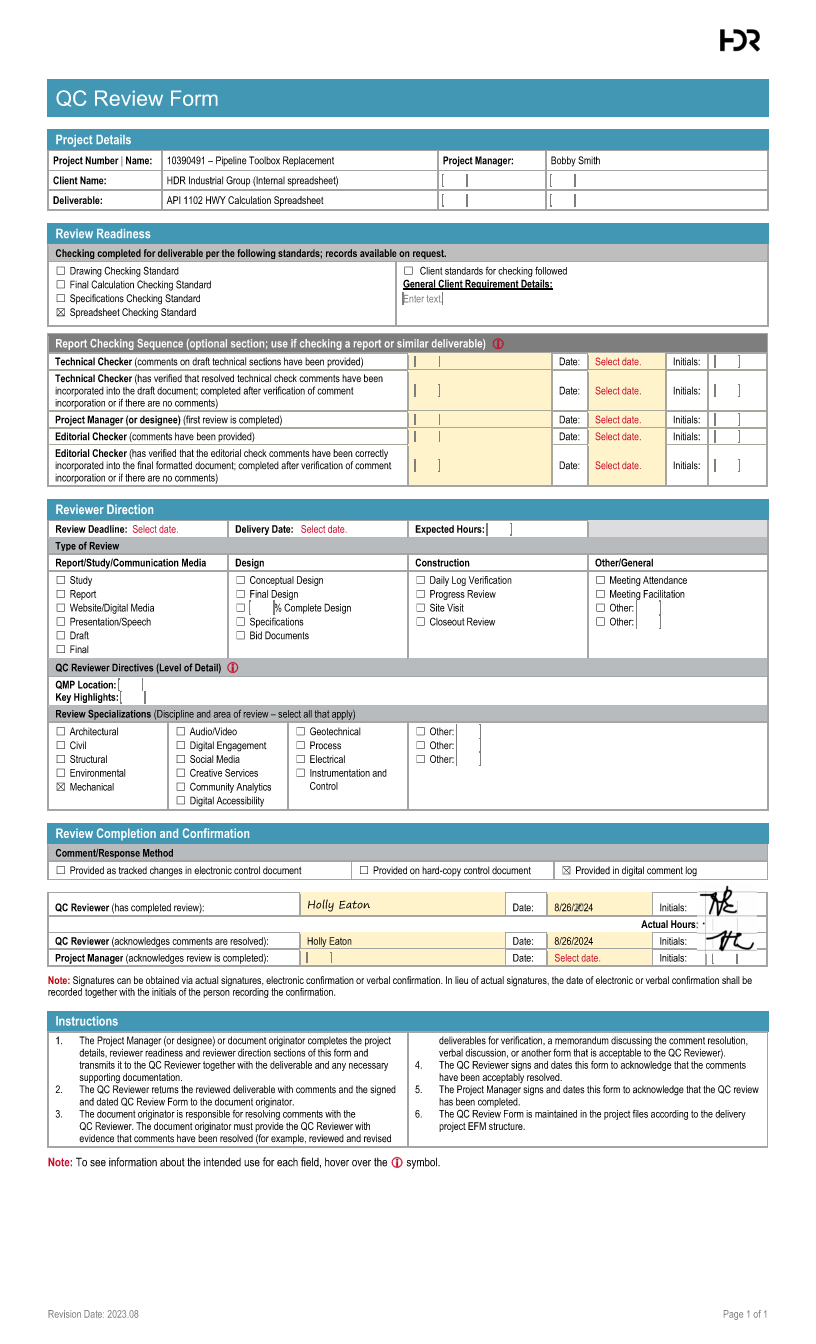 HDR
QC Review Form
Project Details
Project Number | Name: 10390491 – Pipeline Toolbox Replacement Project Manager: Bobby Smith
Client Name: HDR Industrial Group (Internal spreadsheet) [ ] [ ]
Deliverable: API 1102 HWY Calculation Spreadsheet [ ] [ ]
Review Readiness
Checking completed for deliverable per the following standards; records available on request.
☐ Drawing Checking Standard
☐ Final Calculation Checking Standard
☐ Specifications Checking Standard
☒ Spreadsheet Checking Standard
☐ Client standards for checking followed
General Client Requirement Details:
Enter text.
Report Checking Sequence (optional section; use if checking a report or similar deliverable)
Technical Checker (comments on draft technical sections have been provided) [ ] Date: Select date. Initials: [ ]
Technical Checker (has verified that resolved technical check comments have been
incorporated into the draft document; completed after verification of comment
incorporation or if there are no comments) [ ] Date: Select date. Initials: [ ]
Project Manager (or designee) (first review is completed) [ ] Date: Select date. Initials: [ ]
Editorial Checker (comments have been provided) [ ] Date: Select date. Initials: [ ]
Editorial Checker (has verified that the editorial check comments have been correctly
incorporated into the final formatted document; completed after verification of comment
incorporation or if there are no comments) [ ] Date: Select date. Initials: [ ]
Reviewer Direction
Review Deadline: Select date. Delivery Date: Select date. Expected Hours: [ ]
Type of Review
Report/Study/Communication Media Design Construction Other/General
☐ Study
☐ Report
☐ Website/Digital Media
☐ Presentation/Speech
☐ Draft
☐ Final
☐ Conceptual Design
☐ Final Design
☐ [ ]% Complete Design
☐ Specifications
☐ Bid Documents
☐ Daily Log Verification
☐ Progress Review
☐ Site Visit
☐ Closeout Review
☐ Meeting Attendance
☐ Meeting Facilitation
☐ Other: [ ]
☐ Other: [ ]
QC Reviewer Directives (Level of Detail)
QMP Location: [ ]
Key Highlights: [ ]
Review Specializations (Discipline and area of review – select all that apply)
☐ Architectural
☐ Civil
☐ Structural
☐ Environmental
☒ Mechanical
☐ Audio/Video
☐ Digital Engagement
☐ Social Media
☐ Creative Services
☐ Community Analytics
☐ Digital Accessibility
☐ Geotechnical
☐ Process
☐ Electrical
☐ Instrumentation and
Control
☐ Other: [ ]
☐ Other: [ ]
☐ Other: [ ]
Review Completion and Confirmation
Comment/Response Method
☐ Provided as tracked changes in electronic control document ☐ Provided on hard-copy control document ☒ Provided in digital comment log
QC Reviewer (has completed review): Holly Eaton Date: 8/26/2024 Initials:
Actual Hours:
QC Reviewer (acknowledges comments are resolved): Holly Eaton Date: 8/26/2024 Initials:
Project Manager (acknowledges review is completed): [ ] Date: Select date. Initials: [ ]
Note: Signatures can be obtained via actual signatures, electronic confirmation or verbal confirmation. In lieu of actual signatures, the date of electronic or verbal confirmation shall be
recorded together with the initials of the person recording the confirmation.
Instructions
1. The Project Manager (or designee) or document originator completes the project
details, reviewer readiness and reviewer direction sections of this form and
transmits it to the QC Reviewer together with the deliverable and any necessary
supporting documentation.
2. The QC Reviewer returns the reviewed deliverable with comments and the signed
and dated QC Review Form to the document originator.
3. The document originator is responsible for resolving comments with the
QC Reviewer. The document originator must provide the QC Reviewer with
evidence that comments have been resolved (for example, reviewed and revised
deliverables for verification, a memorandum discussing the comment resolution,
verbal discussion, or another form that is acceptable to the QC Reviewer).
4. The QC Reviewer signs and dates this form to acknowledge that the comments
have been acceptably resolved.
5. The Project Manager signs and dates this form to acknowledge that the QC review
has been completed.
6. The QC Review Form is maintained in the project files according to the delivery
project EFM structure.
Note: To see information about the intended use for each field, hover over the symbol.
Revision Date: 2023.08 Page 1 of 1